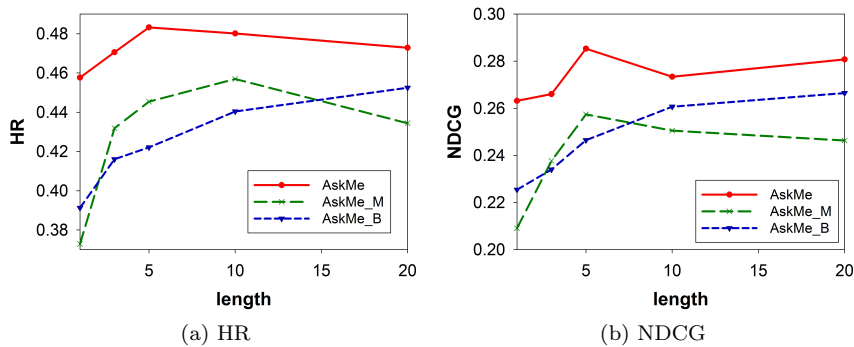 0.48
0.46
0.44
0.42
0.40
0.38
HR
5
10
15
20
length
AskMe
AskMe_M
AskMe_B
(a) HR
0.30
0.28
0.26
0.24
0.22
0.20
NDCG
5
10
15
20
length
AskMe
AskMe_M
AskMe_B
(b) NDCG